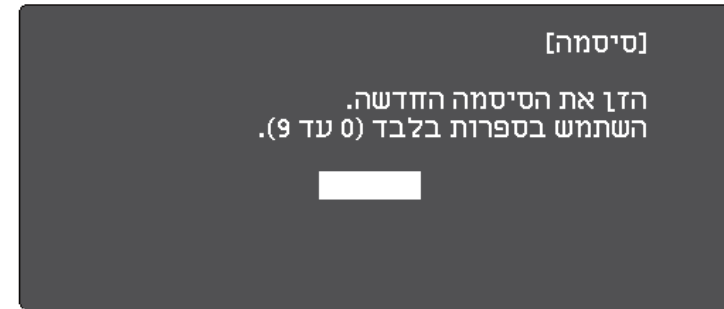 [סיסמה]
הזן את הסיסמה החדשה.
השתמש בספרות בלבד (0 עד 9).